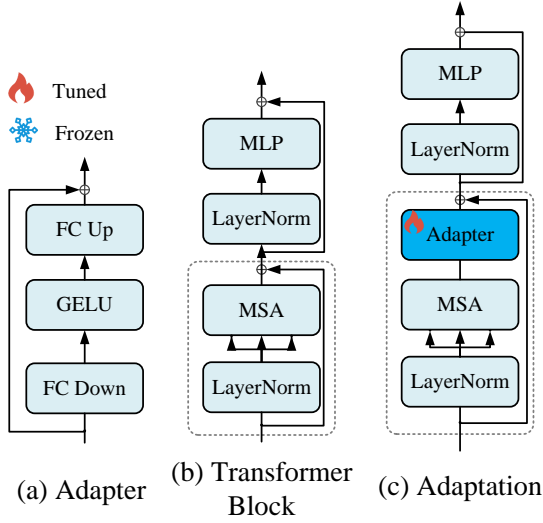 Tuned
Frozen
FC Up
GELU
FC Down
(a) Adapter
MLP
LayerNorm
MSA
LayerNorm
(b) Transformer
Block
MLP
LayerNorm
Adapter
MSA
LayerNorm
(c) Adaptation